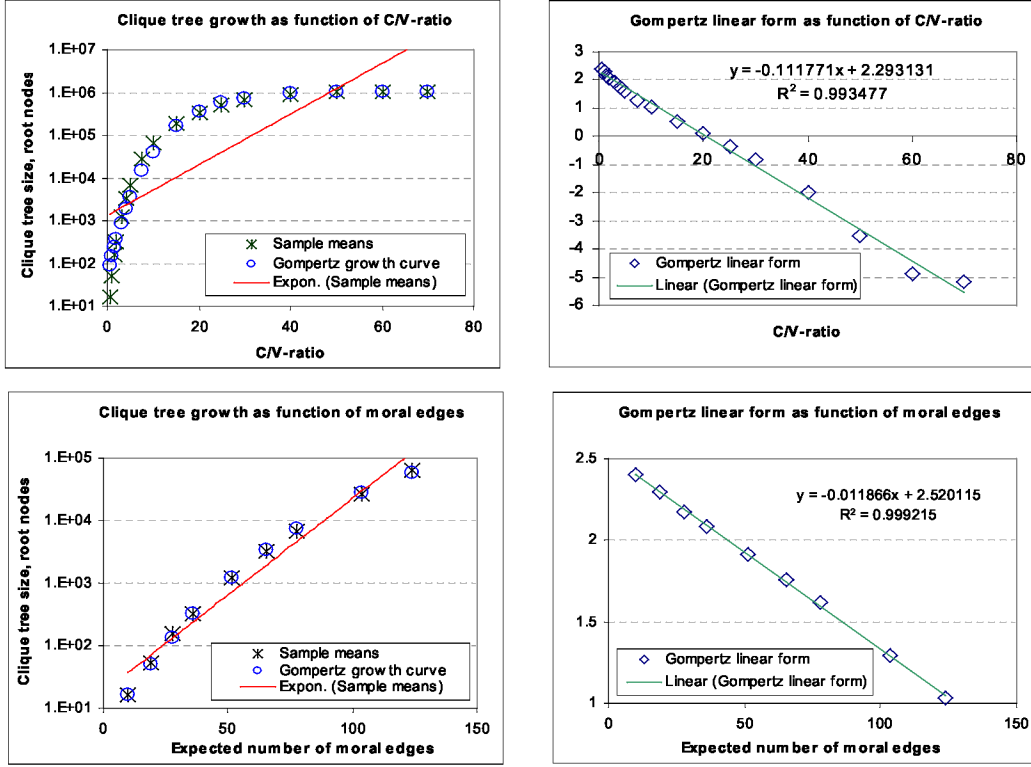 Clique tree growth as function of C/V-ratio
Clique tree size, root nodes
1.E+07
1.E+06
1.E+05
1.E+04
1.E+03
1.E+02
1.E+01
0
20
40
60
80
Sample means
Gompertz growth curve
Expon. (Sample means)
C/V-ratio
Gompertz linear form as function of C/V-ratio
3
2
1
0
-1
-2
-3
-4
-5
-6
0
20
40
60
80
y = -0.111771x + 2.293131
R² = 0.993477
Gompertz linear form
Linear (Gompertz linear form)
C/V-ratio
Clique tree growth as function of moral edges
Clique tree size, root nodes
1.E+05
1.E+04
1.E+03
1.E+02
1.E+01
0
50
100
150
Sample means
Gompertz growth curve
Expon. (Sample means)
Expected number of moral edges
Gompertz linear form as function of moral edges
2.5
2
1.5
1
0
50
100
150
y = -0.011866x + 2.520115
R² = 0.999215
Gompertz linear form
Linear (Gompertz linear form)
Expected number of moral edges